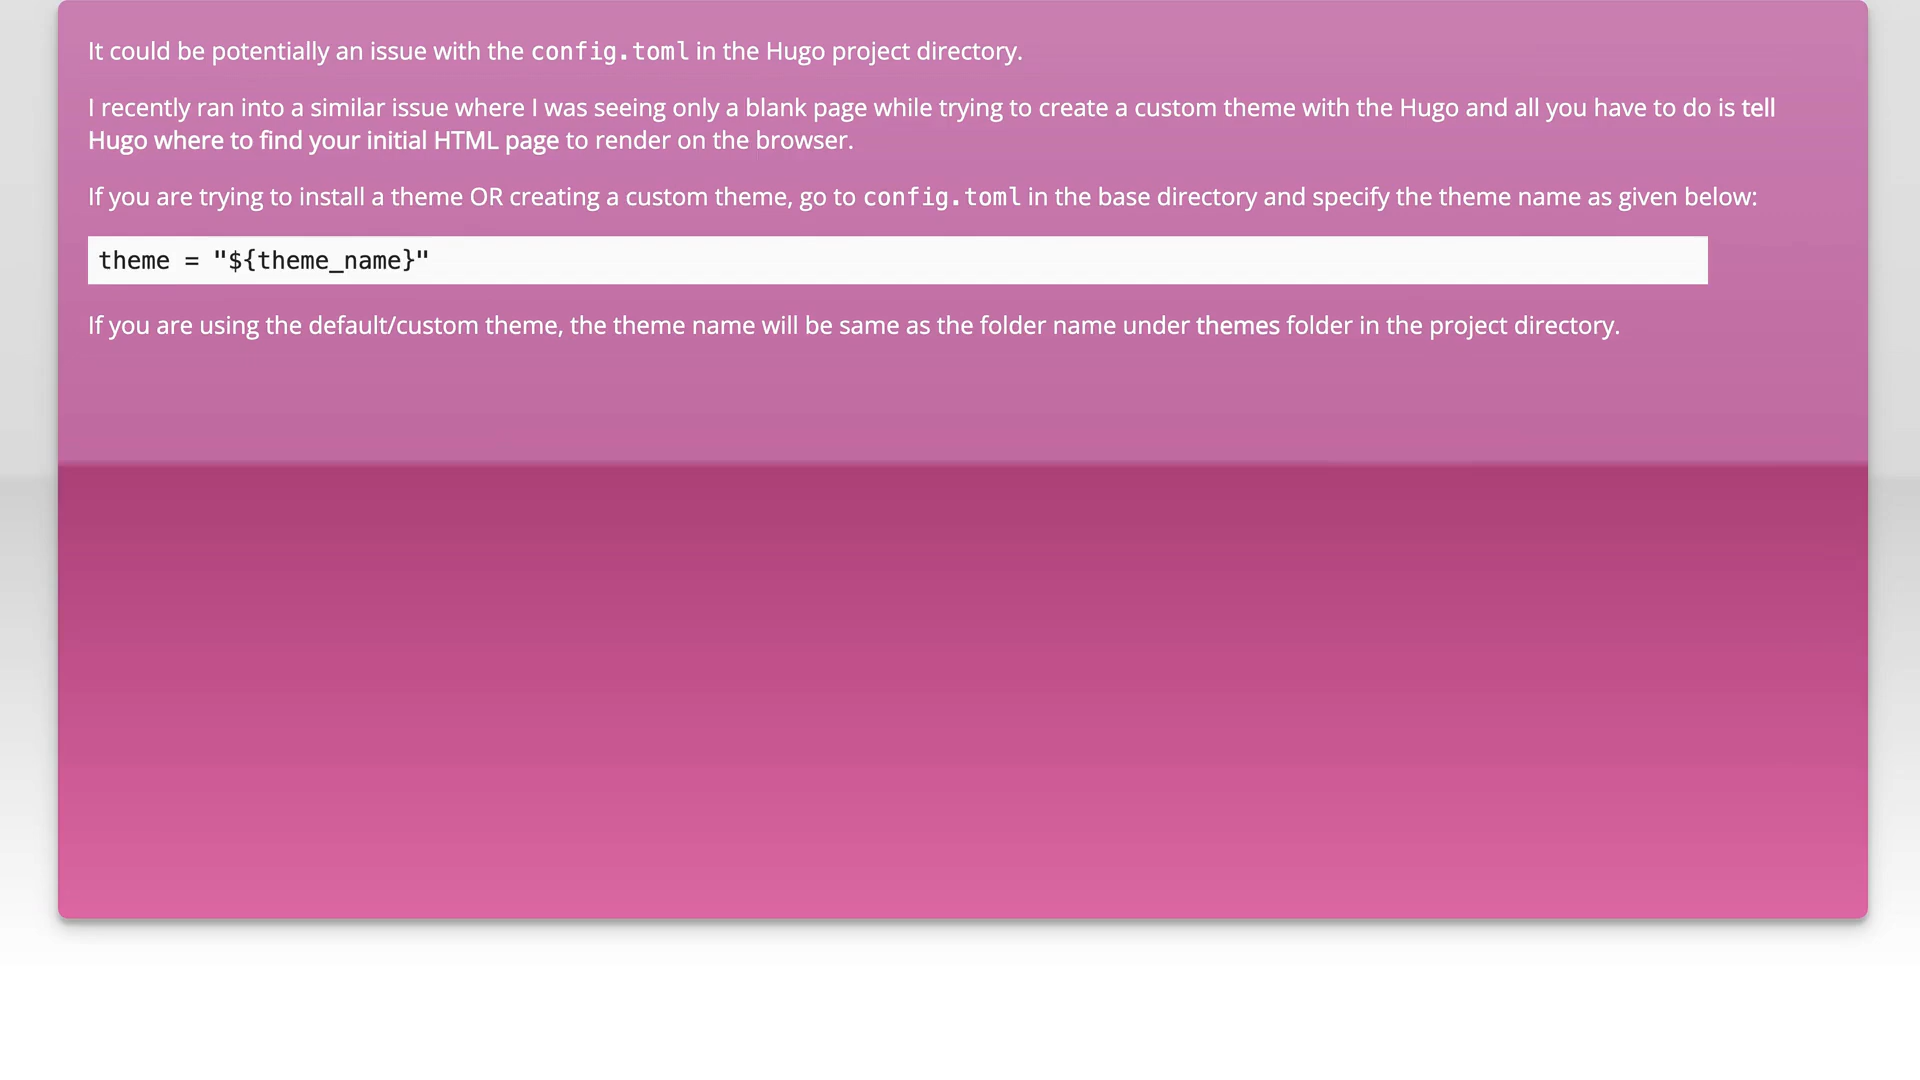 It could be potentially an issue with the config.toml in the Hugo project directory.
I recently ran into a similar issue where I was seeing only a blank page while trying to create a custom theme with the Hugo and all you have to do is tell
Hugo where to find your initial HTML page to render on the browser.
If you are trying to install a theme OR creating a custom theme, go to config.toml in the base directory and specify the theme name as given below:
theme = "${theme_name}"
If you are using the default/custom theme, the theme name will be same as the folder name under themes folder in the project directory.